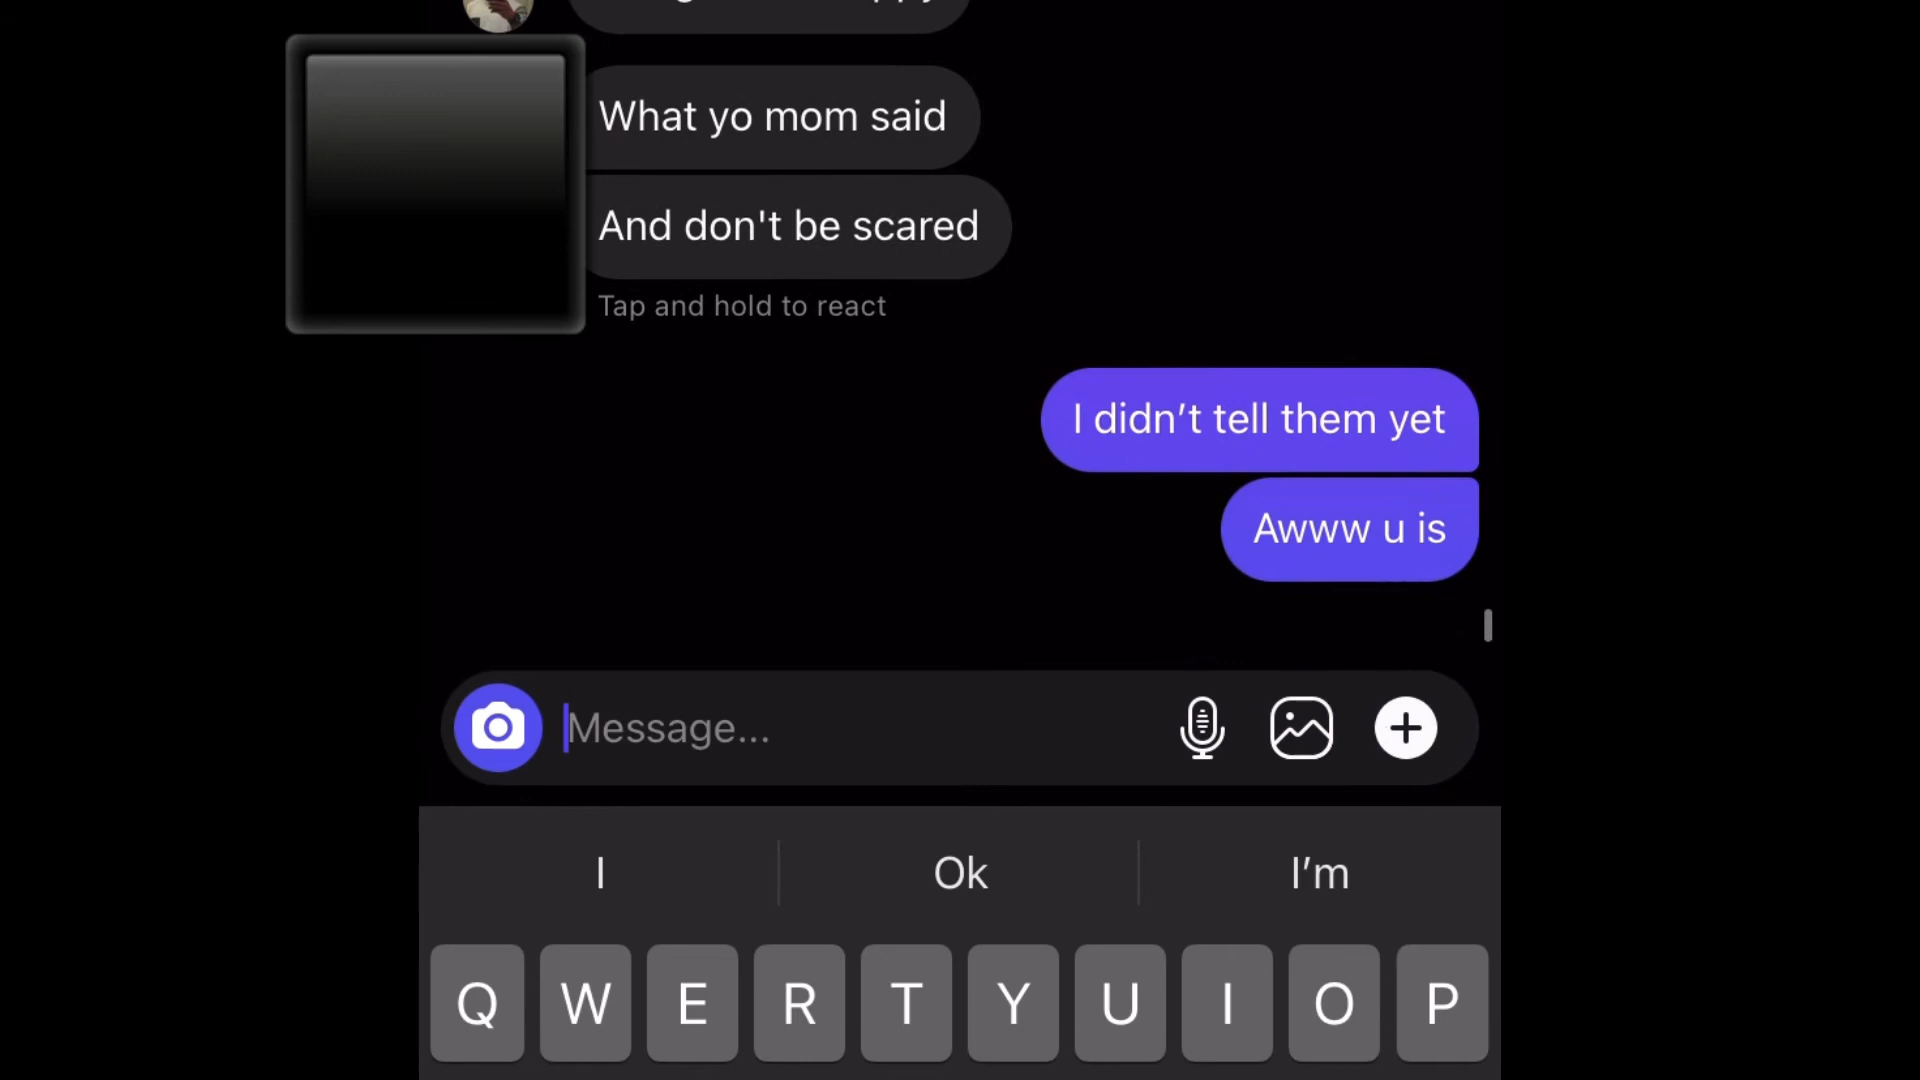 What yo mom said
And don't be scared
Tap and hold to react
I didn’t tell them yet
Awww u is
Message...
I Ok I’m
Q W E R T Y U I O P